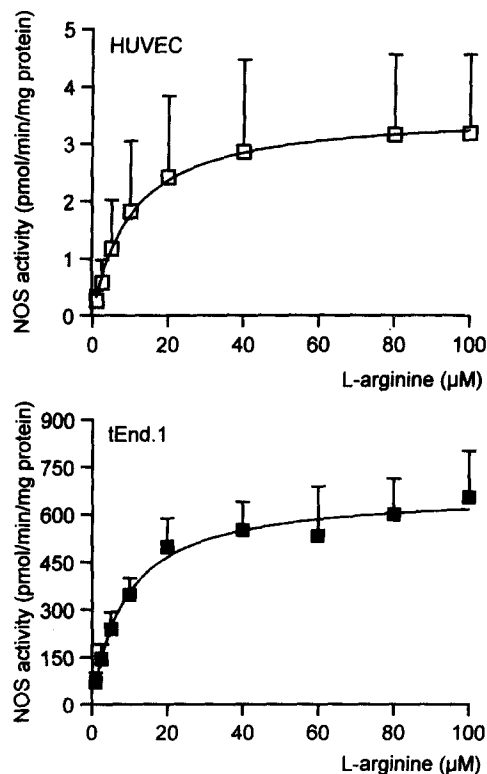 HUVEC
NOS activity (pmol/min/mg protein)
5
4
3
2
1
0
0 20 40 60 80 100
L-arginine (μM)
tEnd.1
NOS activity (pmol/min/mg protein)
900
750
600
450
300
150
0
0 20 40 60 80 100
L-arginine (μM)